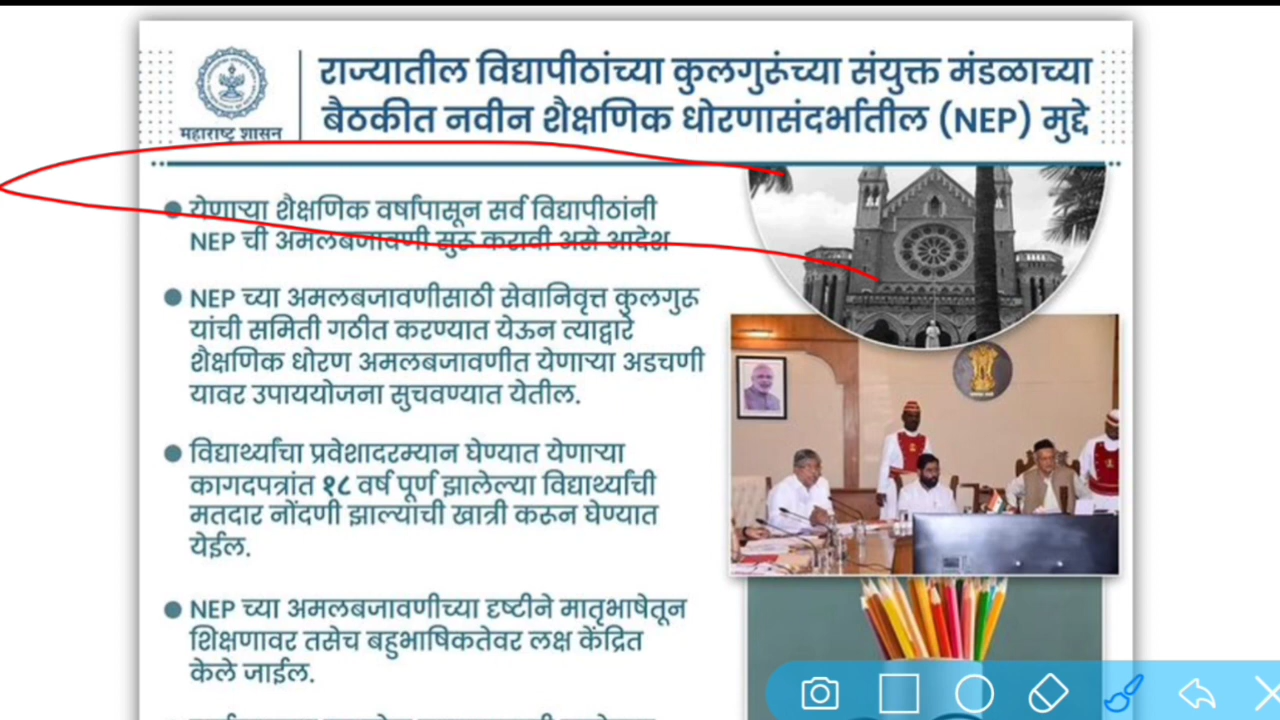 महाराष्ट्र शासन
राज्यातील विद्यापीठांच्या कुलगुरूंच्या संयुक्त मंडळाच्या
बैठकीत नवीन शैक्षणिक धोरणासंदर्भातील (NEP) मुद्दे
येणाऱ्या शैक्षणिक वर्षापासून सर्व विद्यापीठांनी
NEP ची अमलबजावणी सुरू करावी असे आदेश
NEP च्या अमलबजावणीसाठी सेवानिवृत्त कुलगुरू
यांची समिती गठीत करण्यात येऊन त्याद्वारे
शैक्षणिक धोरण अमलबजावणीत येणाऱ्या अडचणी
यावर उपाययोजना सुचवण्यात येतील.
विद्यार्थ्यांचा प्रवेशादरम्यान घेण्यात येणाऱ्या
कागदपत्रांत १८ वर्ष पूर्ण झालेल्या विद्यार्थ्यांची
मतदार नोंदणी झाल्याची खात्री करून घेण्यात
येईल.
NEP च्या अमलबजावणीच्या दृष्टीने मातृभाषेतून
शिक्षणावर तसेच बहुभाषिकतेवर लक्ष केंद्रित
केले जाईल.